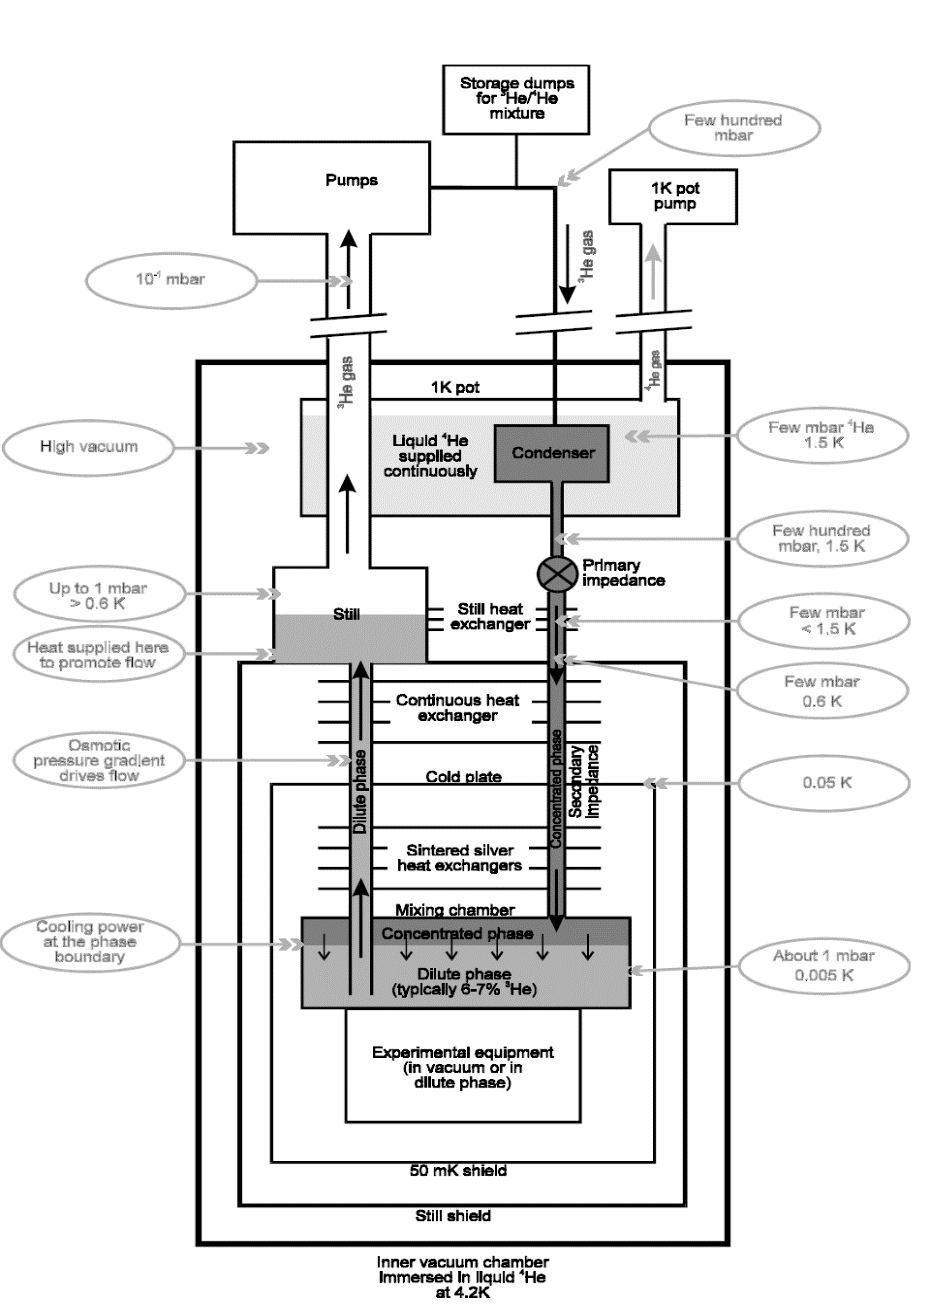 Storage dumps
for ³He/⁴He
mixture
Few hundred
mbar
Pumps
1K pot
pump
³He gas
10⁻¹ mbar
³He gas
⁴He gas
1K pot
High vacuum
Liquid ⁴He
supplied
continuously
Condenser
Few mbar ⁴He
1.5 K
Few hundred
mbar, 1.5 K
Primary
impedance
Up to 1 mbar
> 0.6 K
Still
Still heat
exchanger
Few mbar
< 1.5 K
Heat supplied here
to promote flow
Few mbar
0.6 K
Continuous heat
exchanger
Osmotic
pressure gradient
drives flow
Dilute phase
Concentrated phase
Secondary
Impedance
Cold plate
0.05 K
Sintered silver
heat exchangers
Mixing chamber
Cooling power
at the phase
boundary
Concentrated phase
Dilute phase
(typically 6-7% ³He)
About 1 mbar
0.005 K
Experimental equipment
(in vacuum or in
dilute phase)
50 mK shield
Still shield
Inner vacuum chamber
Immersed in liquid ⁴He
at 4.2K